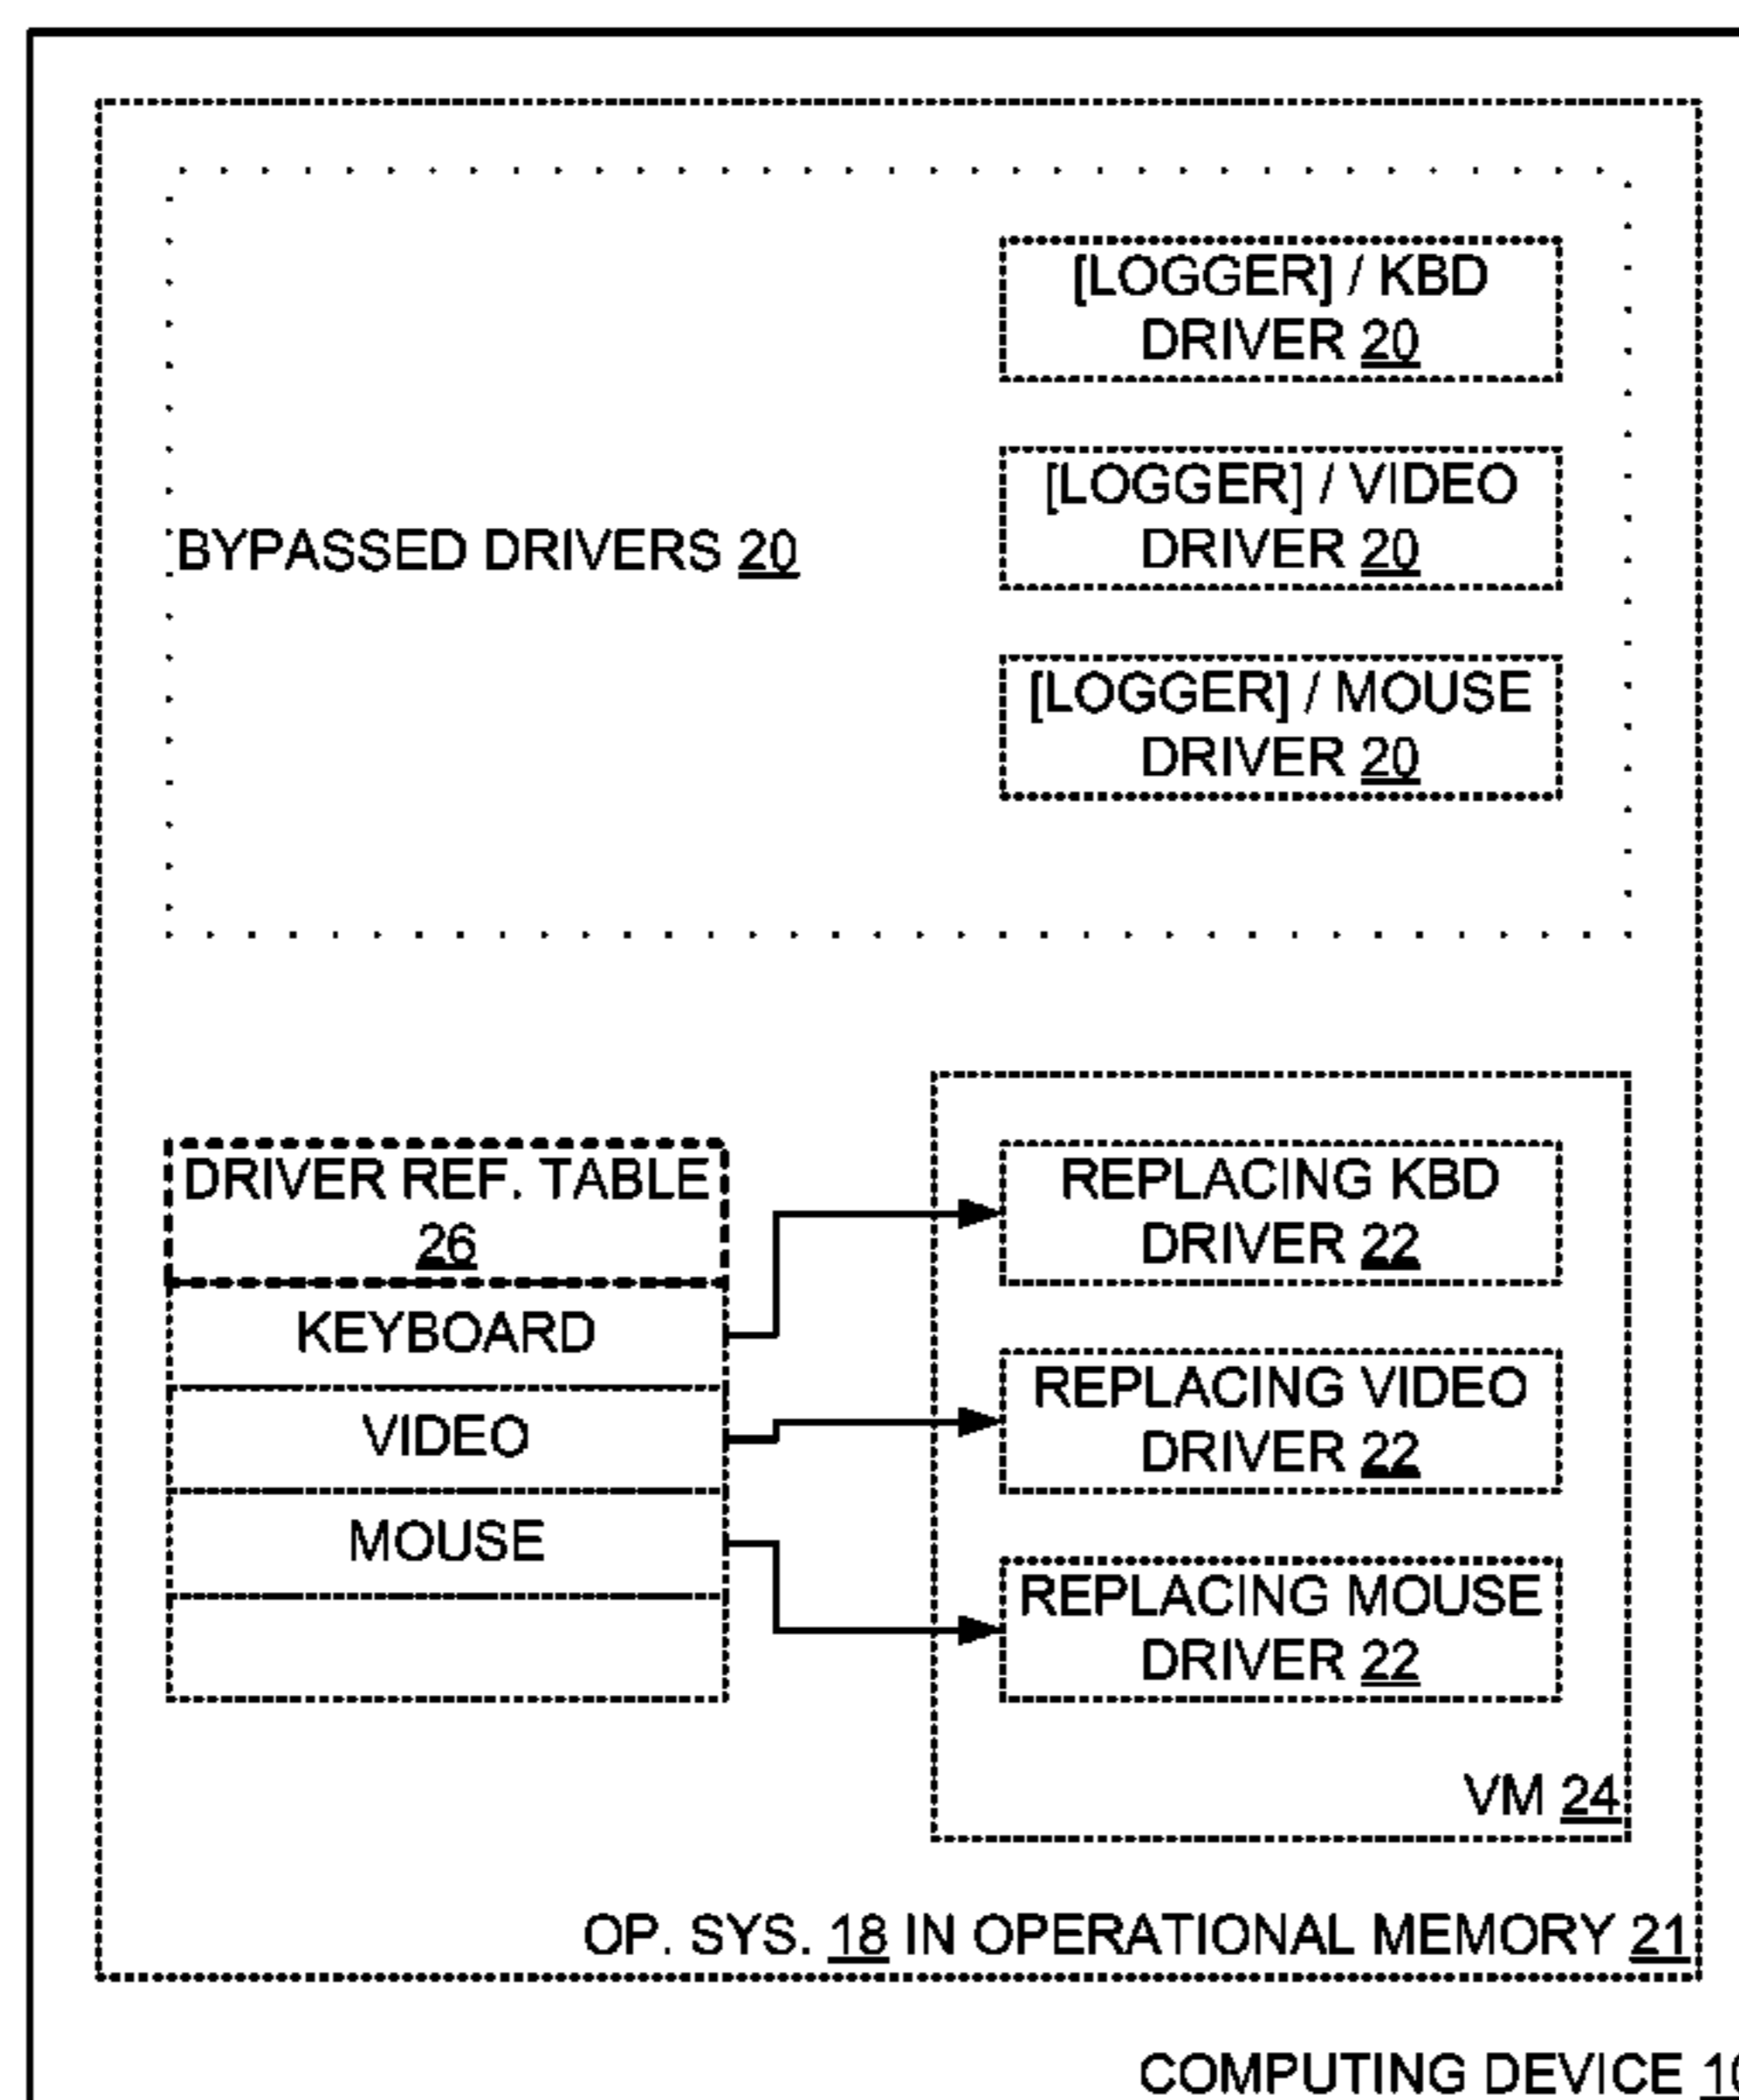 [LOGGER] / KBD
DRIVER 20
[LOGGER] / VIDEO
DRIVER 20
BYPASSED DRIVERS 20
[LOGGER] / MOUSE
DRIVER 20
DRIVER REF. TABLE
26
KEYBOARD
VIDEO
MOUSE
REPLACING KBD
DRIVER 22
REPLACING VIDEO
DRIVER 22
REPLACING MOUSE
DRIVER 22
VM 24
OP. SYS. 18 IN OPERATIONAL MEMORY 21
COMPUTING DEVICE